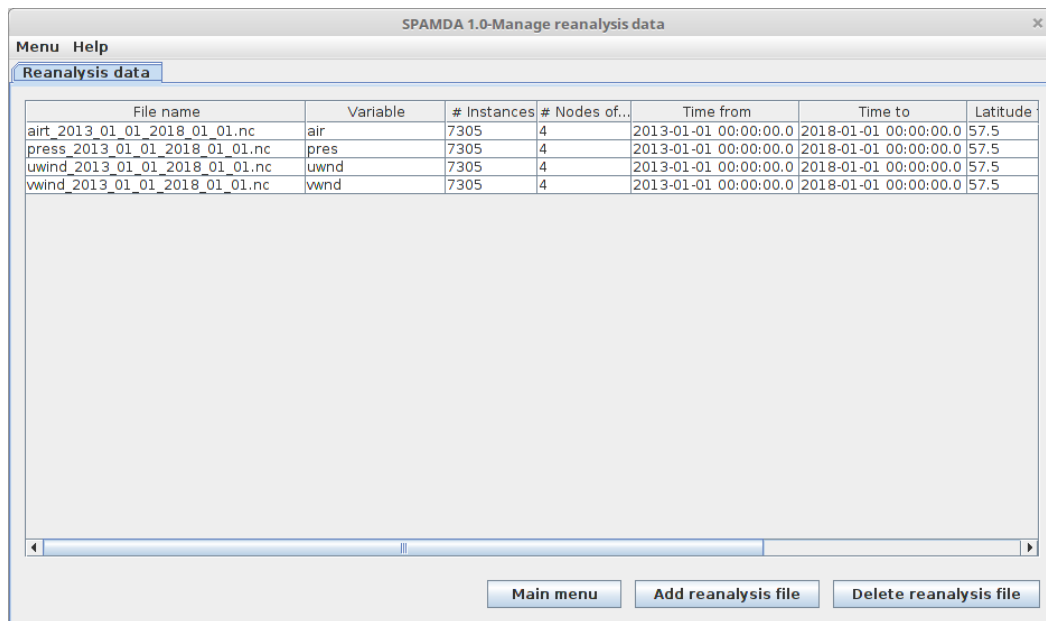 SPAMDA 1.0-Manage reanalysis data ×
Menu Help
Reanalysis data
File name Variable # Instances # Nodes of... Time from Time to Latitude
airt_2013_01_01_2018_01_01.nc air 7305 4 2013-01-01 00:00:00.0 2018-01-01 00:00:00.0 57.5
press_2013_01_01_2018_01_01.nc pres 7305 4 2013-01-01 00:00:00.0 2018-01-01 00:00:00.0 57.5
uwind_2013_01_01_2018_01_01.nc uwnd 7305 4 2013-01-01 00:00:00.0 2018-01-01 00:00:00.0 57.5
vwind_2013_01_01_2018_01_01.nc vwnd 7305 4 2013-01-01 00:00:00.0 2018-01-01 00:00:00.0 57.5
Main menu Add reanalysis file Delete reanalysis file